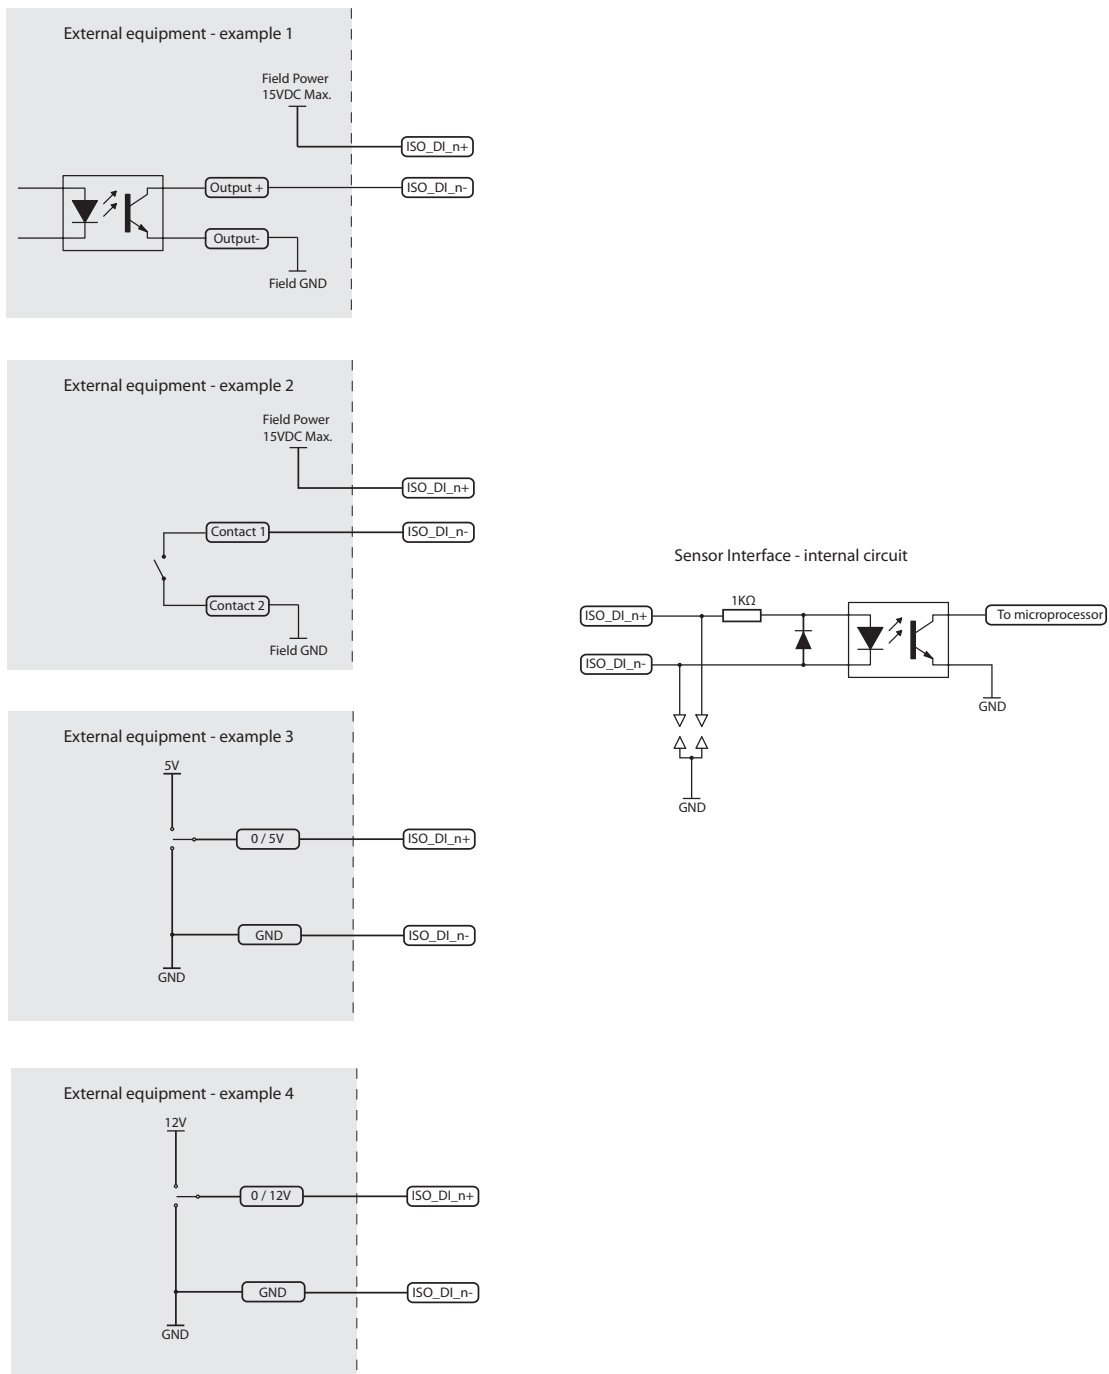 External equipment - example 1
Field Power
15VDC Max.
ISO_DI_n+
Output +
ISO_DI_n-
Output-
Field GND
External equipment - example 2
Field Power
15VDC Max.
ISO_DI_n+
Contact 1
ISO_DI_n-
Contact 2
Field GND
Sensor Interface - internal circuit
1KΩ
ISO_DI_n+
To microprocessor
ISO_DI_n-
GND
GND
External equipment - example 3
5V
0 / 5V
ISO_DI_n+
GND
ISO_DI_n-
GND
External equipment - example 4
12V
0 / 12V
ISO_DI_n+
GND
ISO_DI_n-
GND